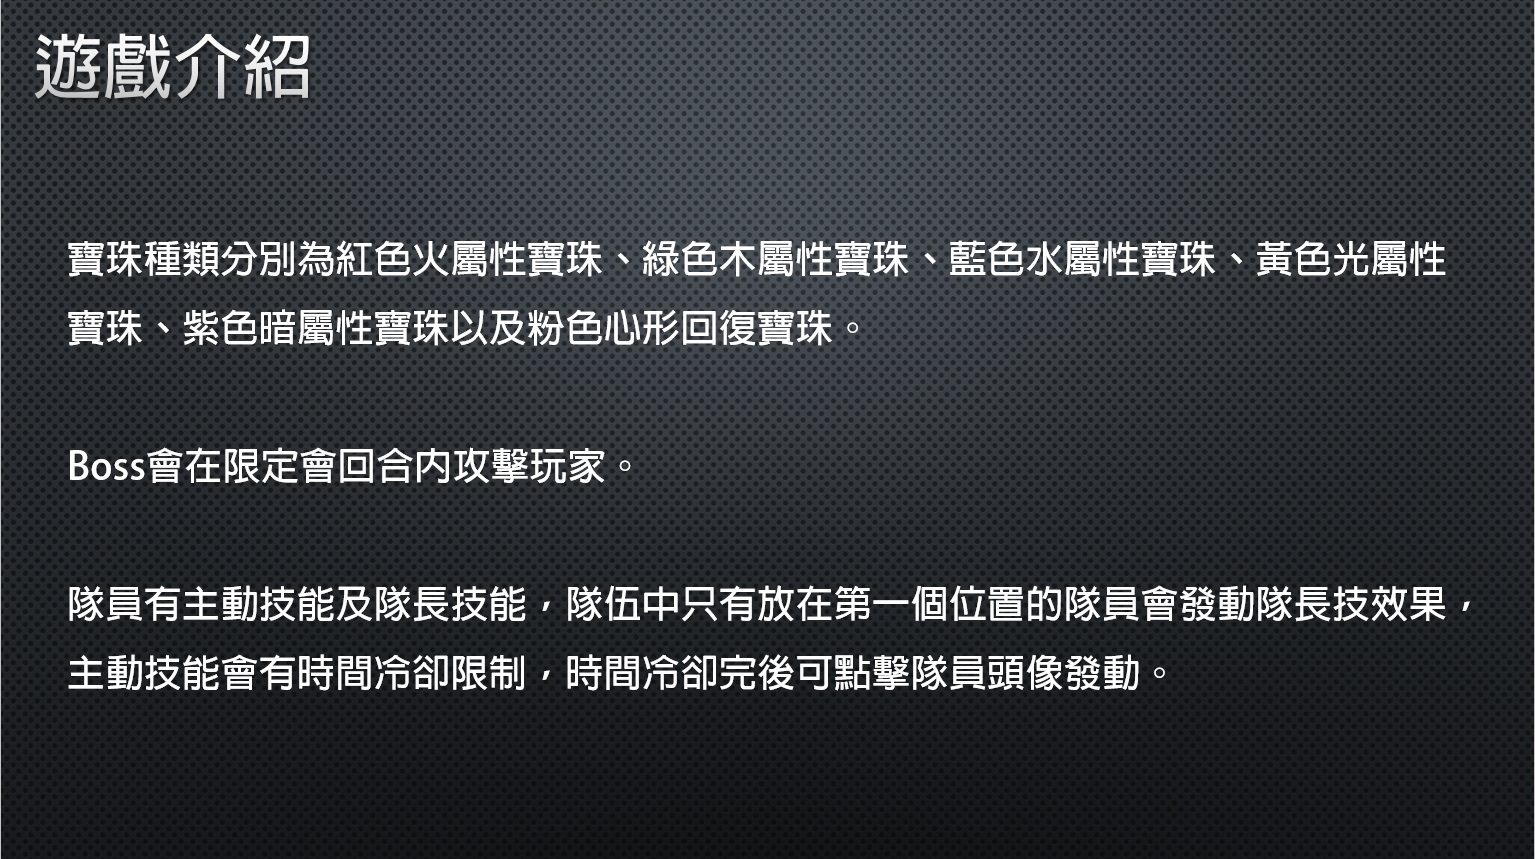 遊戲介紹
寶珠種類分別為紅色火屬性寶珠、綠色木屬性寶珠、藍色水屬性寶珠、黃色光屬性
寶珠、紫色暗屬性寶珠以及粉色心形回復寶珠。
Boss會在限定會回合內攻擊玩家。
隊員有主動技能及隊長技能，隊伍中只有放在第一個位置的隊員會發動隊長技效果，
主動技能會有時間冷卻限制，時間冷卻完後可點擊隊員頭像發動。